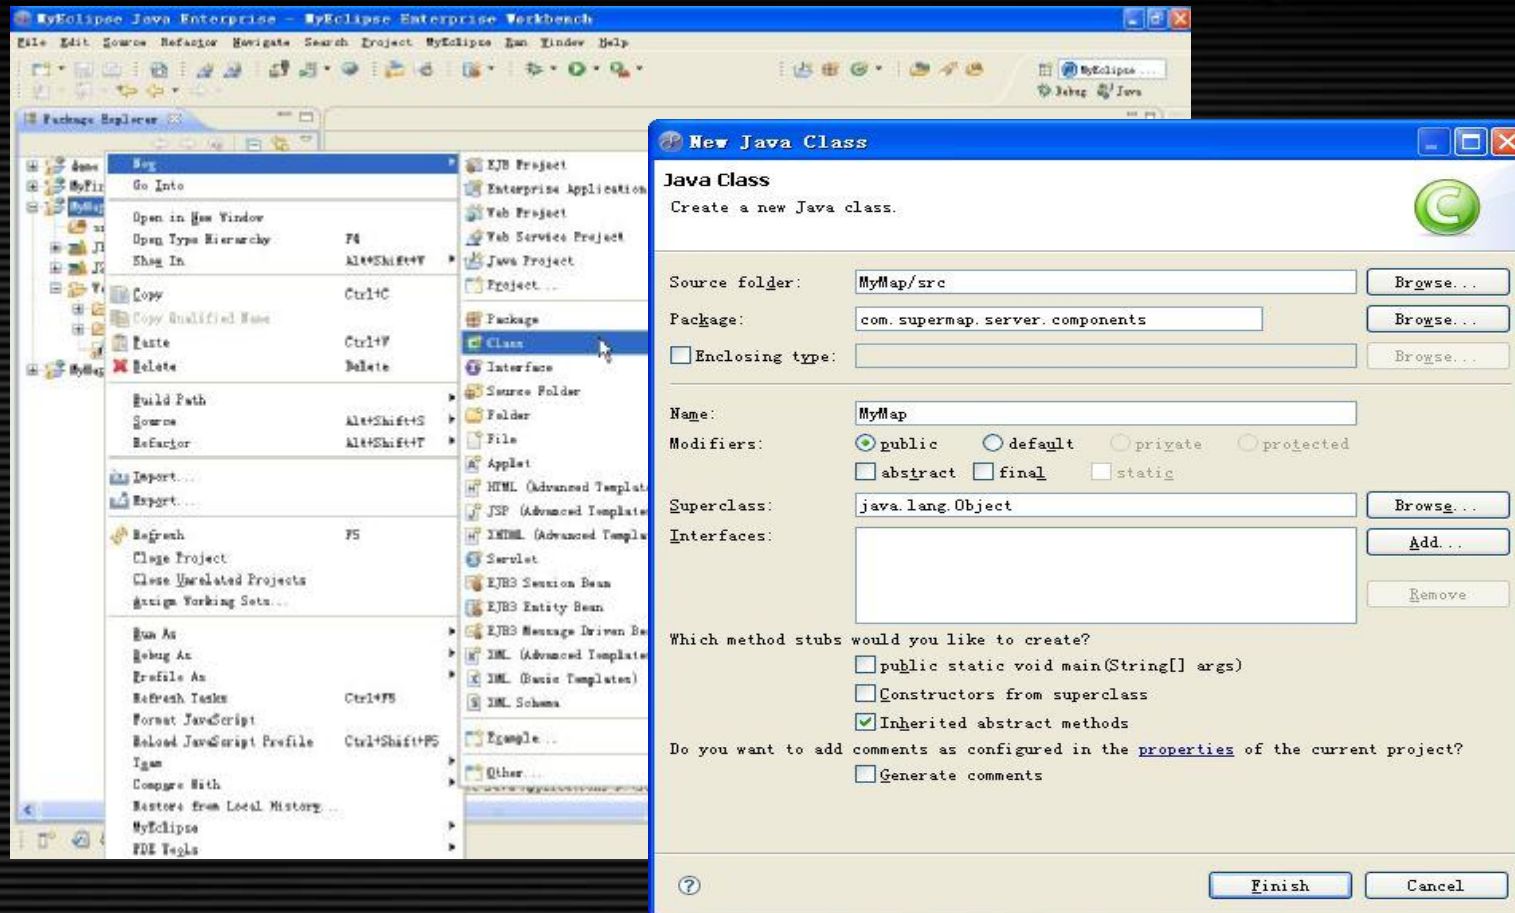 MyEclipse Java Enterprise - MyEclipse Enterprise Workbench
File Edit Source Refactor Navigate Search Project MyEclipse Run Window Help
MyEclipse ...
Debug Java
Package Explorer
New
Go Into
Open in New Window
Open Type Hierarchy F4
Show In Alt+Shift+W
Copy Ctrl+C
Copy Qualified Name
Paste Ctrl+V
Delete Delete
Build Path
Source Alt+Shift+S
Refactor Alt+Shift+T
Import...
Export...
Refresh F5
Close Project
Close Unrelated Projects
Assign Working Sets...
Run As
Debug As
Profile As
Refresh Tasks Ctrl+F5
Format JavaScript
Reload JavaScript Profile Ctrl+Shift+F5
Team
Compare With
Restore from Local History...
MyEclipse
PDE Tools
EJB Project
Enterprise Application
Web Project
Web Service Project
Java Project
Project...
Package
Class
Interface
Source Folder
Folder
File
Applet
HTML (Advanced Templat
JSP (Advanced Template
XHTML (Advanced Templa
Servlet
EJB3 Session Bean
EJB3 Entity Bean
EJB3 Message Driven Be
XML (Advanced Template
XML (Basic Templates)
XML Schema
Example...
Other...
New Java Class
Java Class
Create a new Java class.
Source folder: MyMap/src Browse...
Package: com.supermap.server.components Browse...
Enclosing type: Browse...
Name: MyMap
Modifiers: public default private protected
abstract final static
Superclass: java.lang.Object Browse...
Interfaces: Add...
Remove
Which method stubs would you like to create?
public static void main(String[] args)
Constructors from superclass
Inherited abstract methods
Do you want to add comments as configured in the properties of the current project?
Generate comments
Finish Cancel